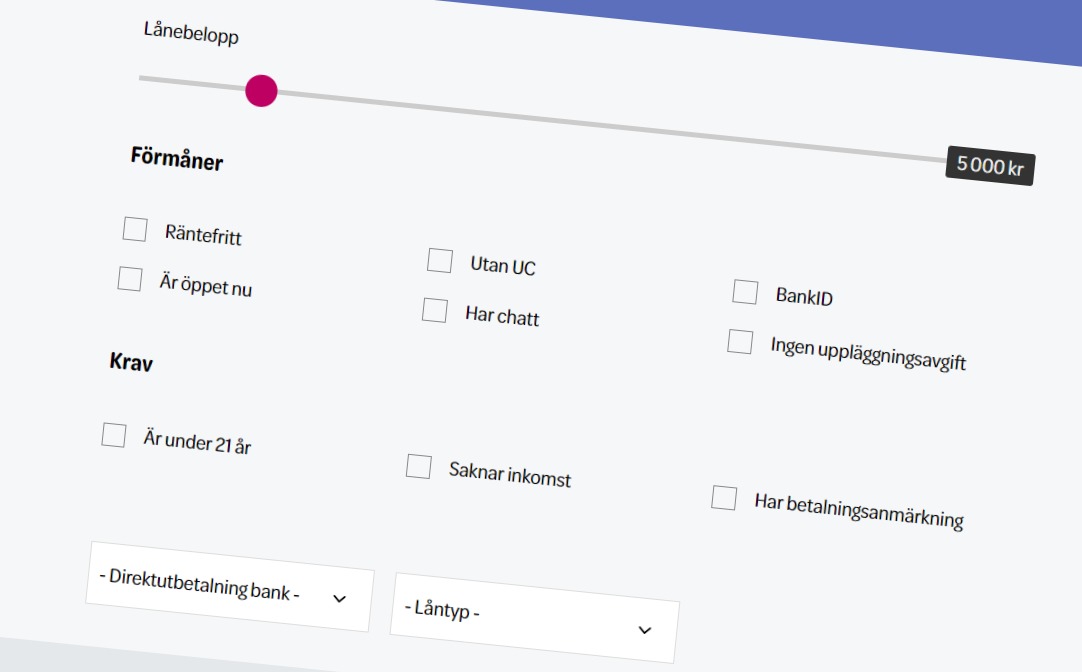 Lånebelopp
5 000 kr
Förmåner
Räntefritt
Utan UC
BankID
Är öppet nu
Har chatt
Ingen uppläggningsavgift
Krav
Är under 21 år
Saknar inkomst
Har betalningsanmärkning
- Direktutbetalning bank -
- Låntyp -